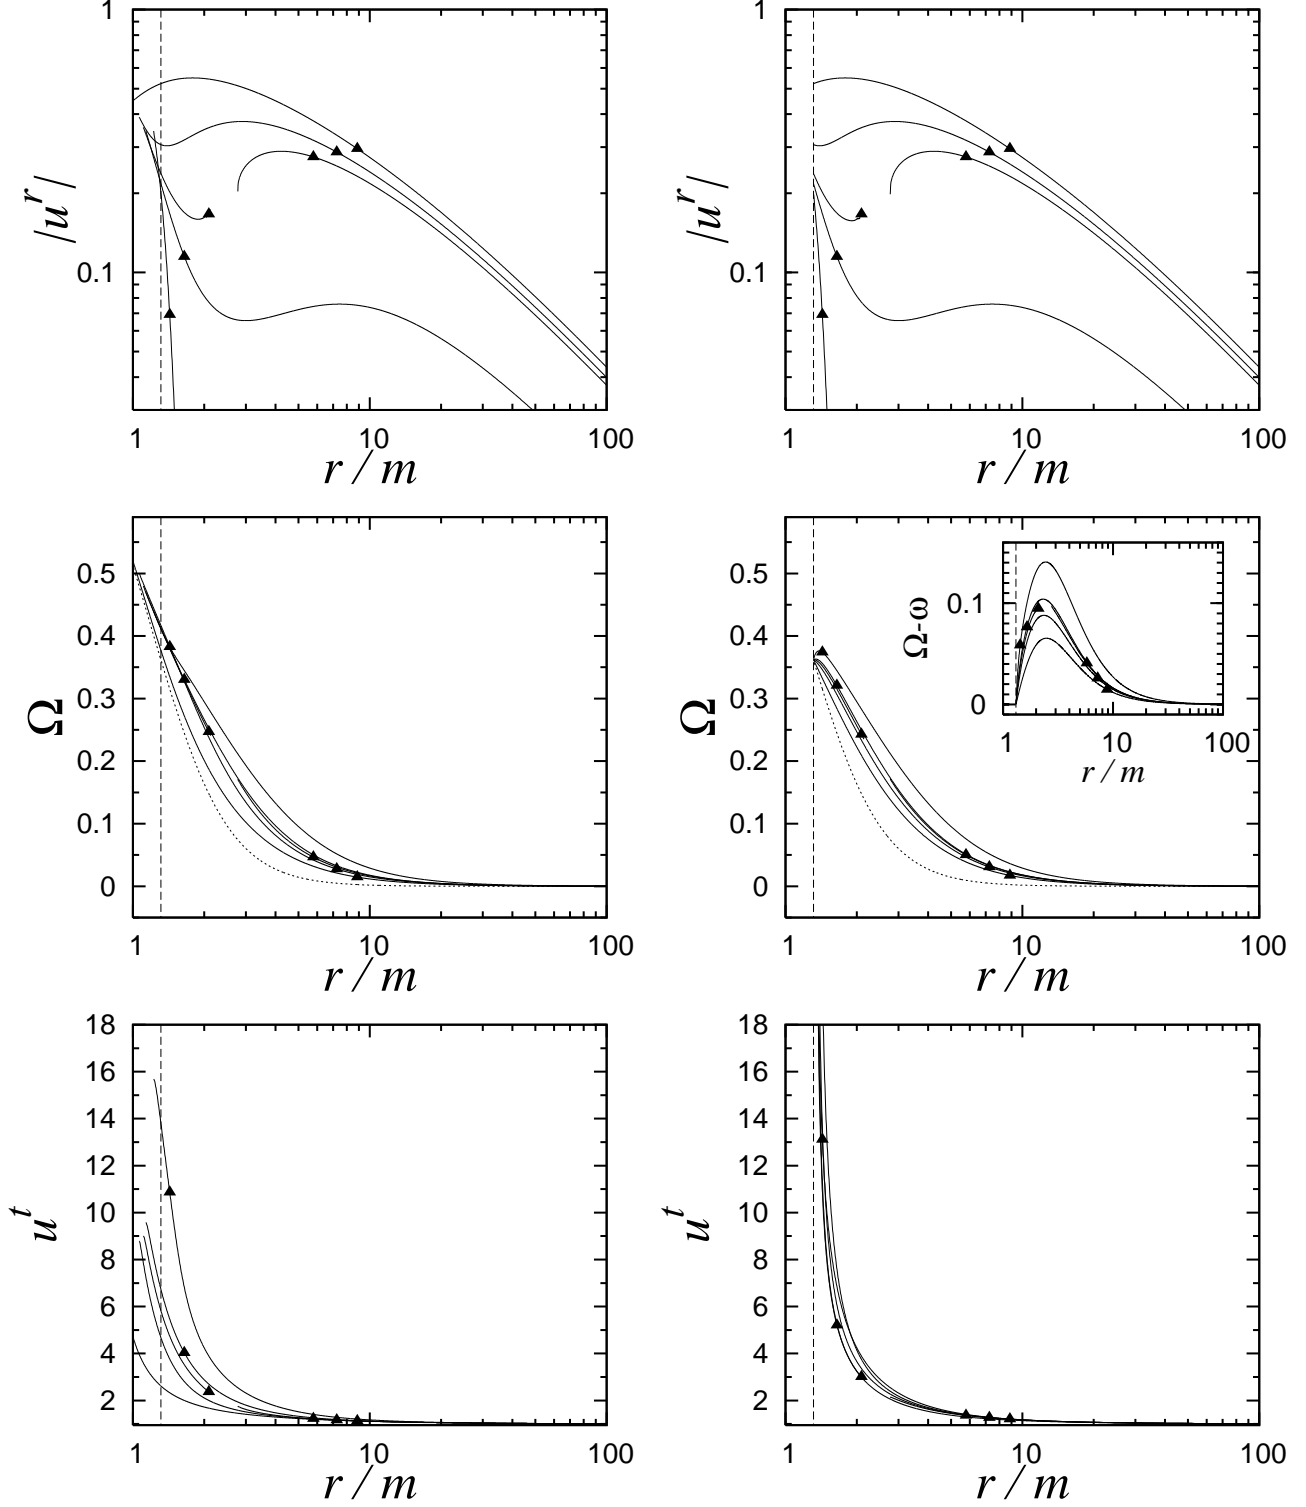 1 1
|u^r| |u^r|
0.1 0.1
1 10 100 1 10 100
r / m r / m
0.5 0.5
0.4 0.4
0.3 0.3
0.2 0.2
0.1 0.1
0 0
Ω Ω
0.1
0
Ω-ω
1 10 100
r / m
1 10 100 1 10 100
r / m r / m
18 18
16 16
14 14
12 12
10 10
8 8
6 6
4 4
2 2
u^t u^t
1 10 100 1 10 100
r / m r / m